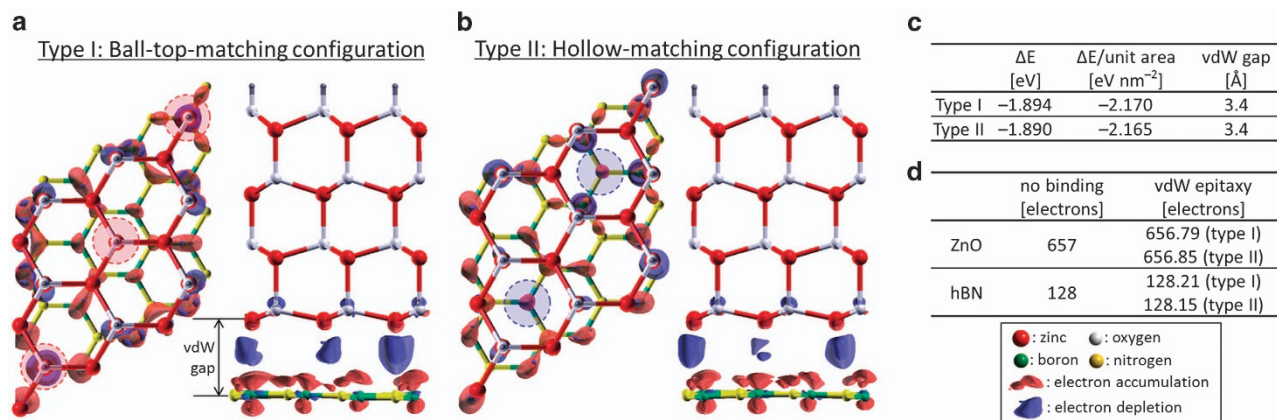 a
Type I: Ball-top-matching configuration
vdW
gap
b
Type II: Hollow-matching configuration
c
ΔE ΔE/unit area vdW gap
[eV] [eV nm⁻²] [Å]
Type I –1.894 –2.170 3.4
Type II –1.890 –2.165 3.4
d
no binding vdW epitaxy
[electrons] [electrons]
ZnO 657 656.79 (type I)
656.85 (type II)
hBN 128 128.21 (type I)
128.15 (type II)
: zinc : oxygen
: boron : nitrogen
: electron accumulation
: electron depletion